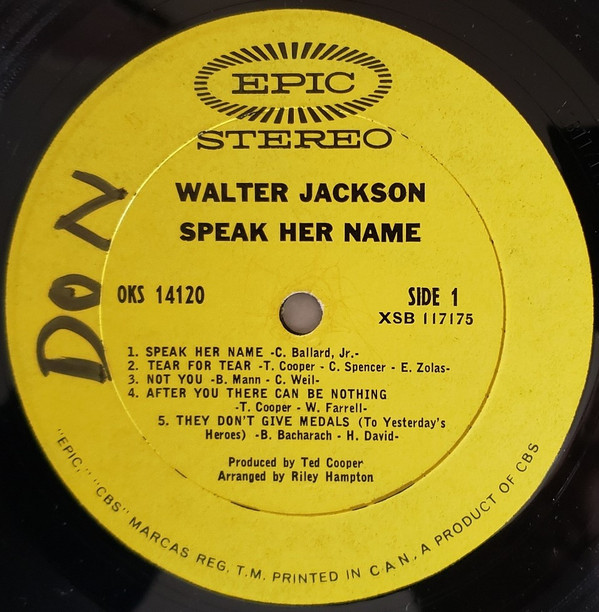 EPIC
STEREO
WALTER JACKSON
SPEAK HER NAME
DON
OKS 14120
SIDE 1
XSB 117175
1. SPEAK HER NAME -C. Ballard, Jr.-
2. TEAR FOR TEAR -T. Cooper - C. Spencer - E. Zolas-
3. NOT YOU -B. Mann - C. Weil-
4. AFTER YOU THERE CAN BE NOTHING
-T. Cooper - W. Farrell-
5. THEY DON'T GIVE MEDALS (To Yesterday's
Heroes) -B. Bacharach - H. David-
Produced by Ted Cooper
Arranged by Riley Hampton
"EPIC," "CBS" MARCAS REG. T.M. PRINTED IN CAN., A PRODUCT OF CBS